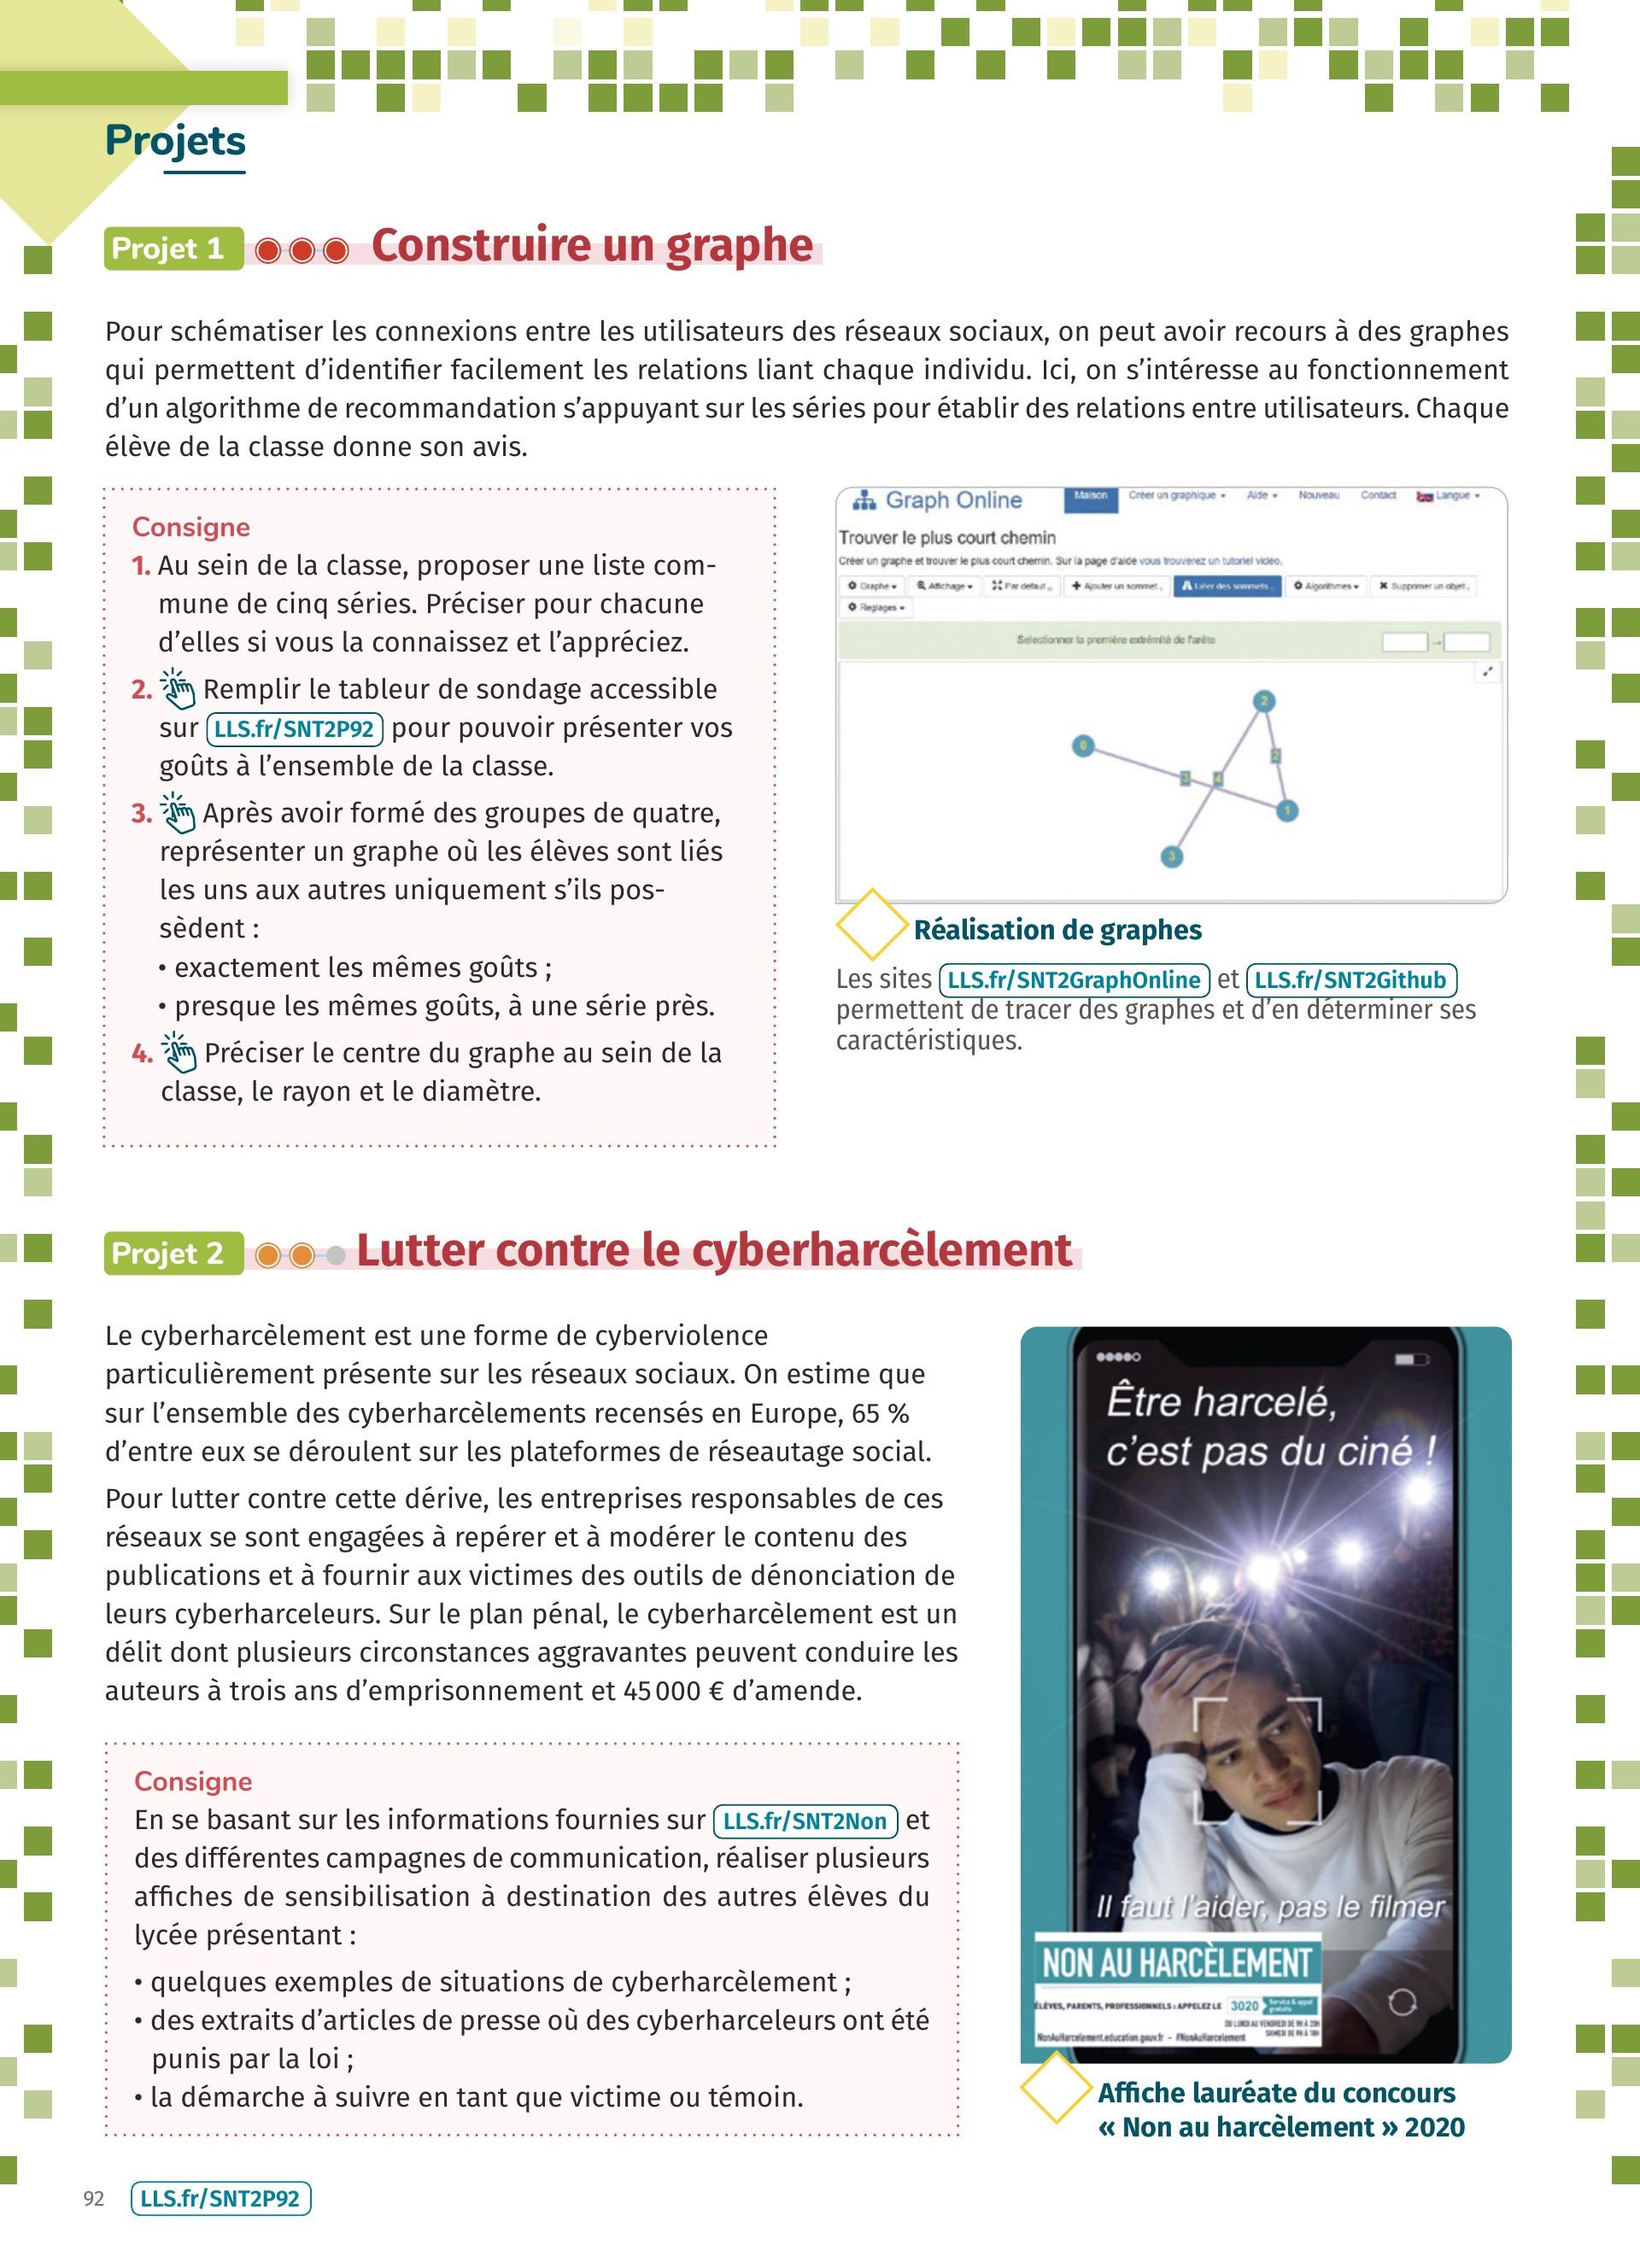 Projets
Projet 1 Construire un graphe
Pour schématiser les connexions entre les utilisateurs des réseaux sociaux, on peut avoir recours à des graphes
qui permettent d’identifier facilement les relations liant chaque individu. Ici, on s’intéresse au fonctionnement
d’un algorithme de recommandation s’appuyant sur les séries pour établir des relations entre utilisateurs. Chaque
élève de la classe donne son avis.
Consigne
1. Au sein de la classe, proposer une liste com-
mune de cinq séries. Préciser pour chacune
d’elles si vous la connaissez et l’appréciez.
2. Remplir le tableur de sondage accessible
sur LLS.fr/SNT2P92 pour pouvoir présenter vos
goûts à l’ensemble de la classe.
3. Après avoir formé des groupes de quatre,
représenter un graphe où les élèves sont liés
les uns aux autres uniquement s’ils pos-
sèdent :
• exactement les mêmes goûts ;
• presque les mêmes goûts, à une série près.
4. Préciser le centre du graphe au sein de la
classe, le rayon et le diamètre.
Graph Online Maison Créer un graphique Aide Nouveau Contact Langue
Trouver le plus court chemin
Créer un graphe et trouver le plus court chemin. Sur la page d'aide vous trouverez un tutoriel vidéo.
Graphe Affichage Par defaut Ajouter un sommet Lier des sommets Algorithmes Supprimer un objet
Reglages
Selectionner la première extrémité de l'arête
2
0
2
3 4
1
3
Réalisation de graphes
Les sites LLS.fr/SNT2GraphOnline et LLS.fr/SNT2Github
permettent de tracer des graphes et d’en déterminer ses
caractéristiques.
Projet 2 Lutter contre le cyberharcèlement
Le cyberharcèlement est une forme de cyberviolence
particulièrement présente sur les réseaux sociaux. On estime que
sur l’ensemble des cyberharcèlements recensés en Europe, 65 %
d’entre eux se déroulent sur les plateformes de réseautage social.
Pour lutter contre cette dérive, les entreprises responsables de ces
réseaux se sont engagées à repérer et à modérer le contenu des
publications et à fournir aux victimes des outils de dénonciation de
leurs cyberharceleurs. Sur le plan pénal, le cyberharcèlement est un
délit dont plusieurs circonstances aggravantes peuvent conduire les
auteurs à trois ans d’emprisonnement et 45 000 € d’amende.
Consigne
En se basant sur les informations fournies sur LLS.fr/SNT2Non et
des différentes campagnes de communication, réaliser plusieurs
affiches de sensibilisation à destination des autres élèves du
lycée présentant :
• quelques exemples de situations de cyberharcèlement ;
• des extraits d’articles de presse où des cyberharceleurs ont été
punis par la loi ;
• la démarche à suivre en tant que victime ou témoin.
Être harcelé,
c’est pas du ciné !
Il faut l’aider, pas le filmer
NON AU HARCÈLEMENT
ÉLÈVES, PARENTS, PROFESSIONNELS : APPELEZ LE 3020 Service & appel gratuits
DU LUNDI AU VENDREDI DE 9H À 20H
SAMEDI DE 9H À 18H
NonAuHarcelement.education.gouv.fr - #NonAuHarcelement
Affiche lauréate du concours
« Non au harcèlement » 2020
92 LLS.fr/SNT2P92